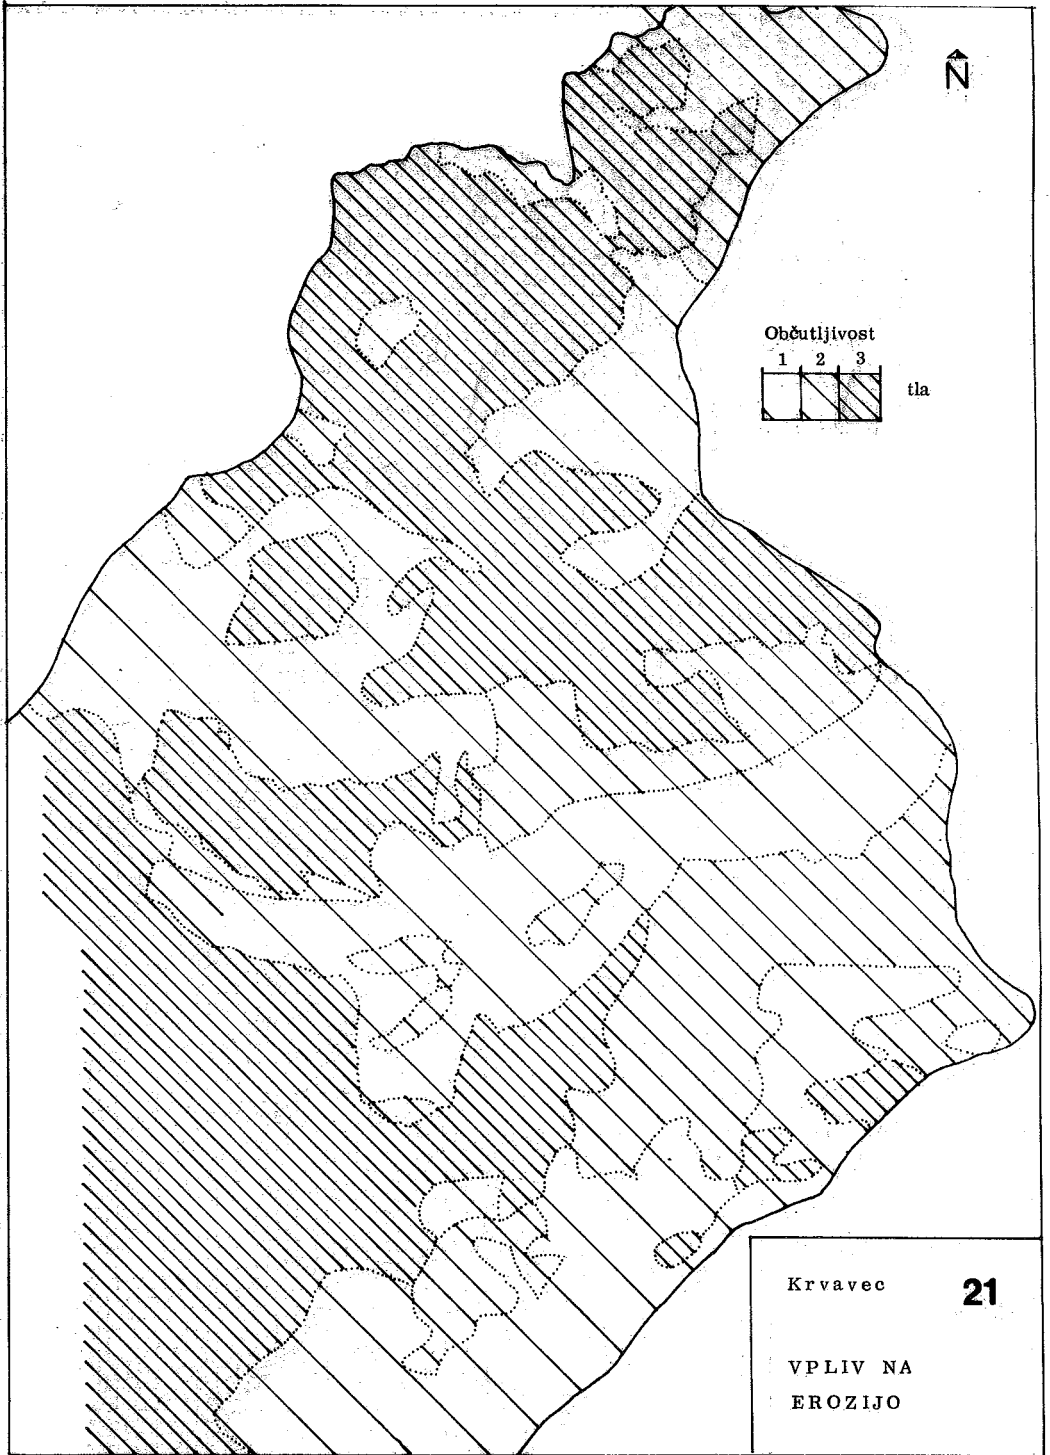 N
Občutljivost
1 2 3
tla
Krvavec 21
VPLIV NA
EROZIJO